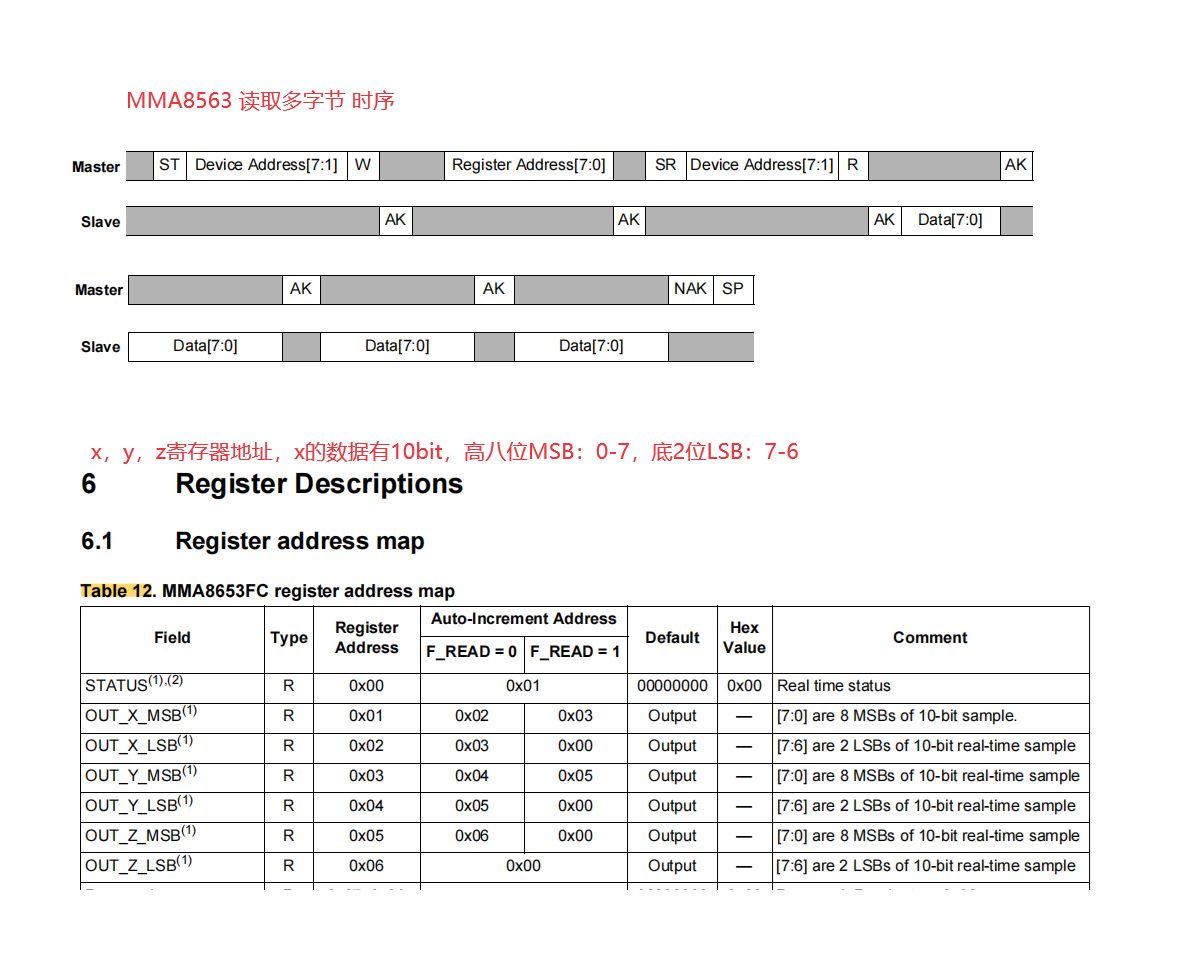 MMA8563 读取多字节 时序
Master ST Device Address[7:1] W Register Address[7:0] SR Device Address[7:1] R AK
Slave AK AK AK Data[7:0]
Master AK AK NAK SP
Slave Data[7:0] Data[7:0] Data[7:0]
x，y，z寄存器地址，x的数据有10bit，高八位MSB：0-7，底2位LSB：7-6
6 Register Descriptions
6.1 Register address map
Table 12. MMA8653FC register address map
Field Type Register Address Auto-Increment Address Default Hex Value Comment
F_READ = 0 F_READ = 1
STATUS(1),(2) R 0x00 0x01 00000000 0x00 Real time status
OUT_X_MSB(1) R 0x01 0x02 0x03 Output — [7:0] are 8 MSBs of 10-bit sample.
OUT_X_LSB(1) R 0x02 0x03 0x00 Output — [7:6] are 2 LSBs of 10-bit real-time sample
OUT_Y_MSB(1) R 0x03 0x04 0x05 Output — [7:0] are 8 MSBs of 10-bit real-time sample
OUT_Y_LSB(1) R 0x04 0x05 0x00 Output — [7:6] are 2 LSBs of 10-bit real-time sample
OUT_Z_MSB(1) R 0x05 0x06 0x00 Output — [7:0] are 8 MSBs of 10-bit real-time sample
OUT_Z_LSB(1) R 0x06 0x00 Output — [7:6] are 2 LSBs of 10-bit real-time sample